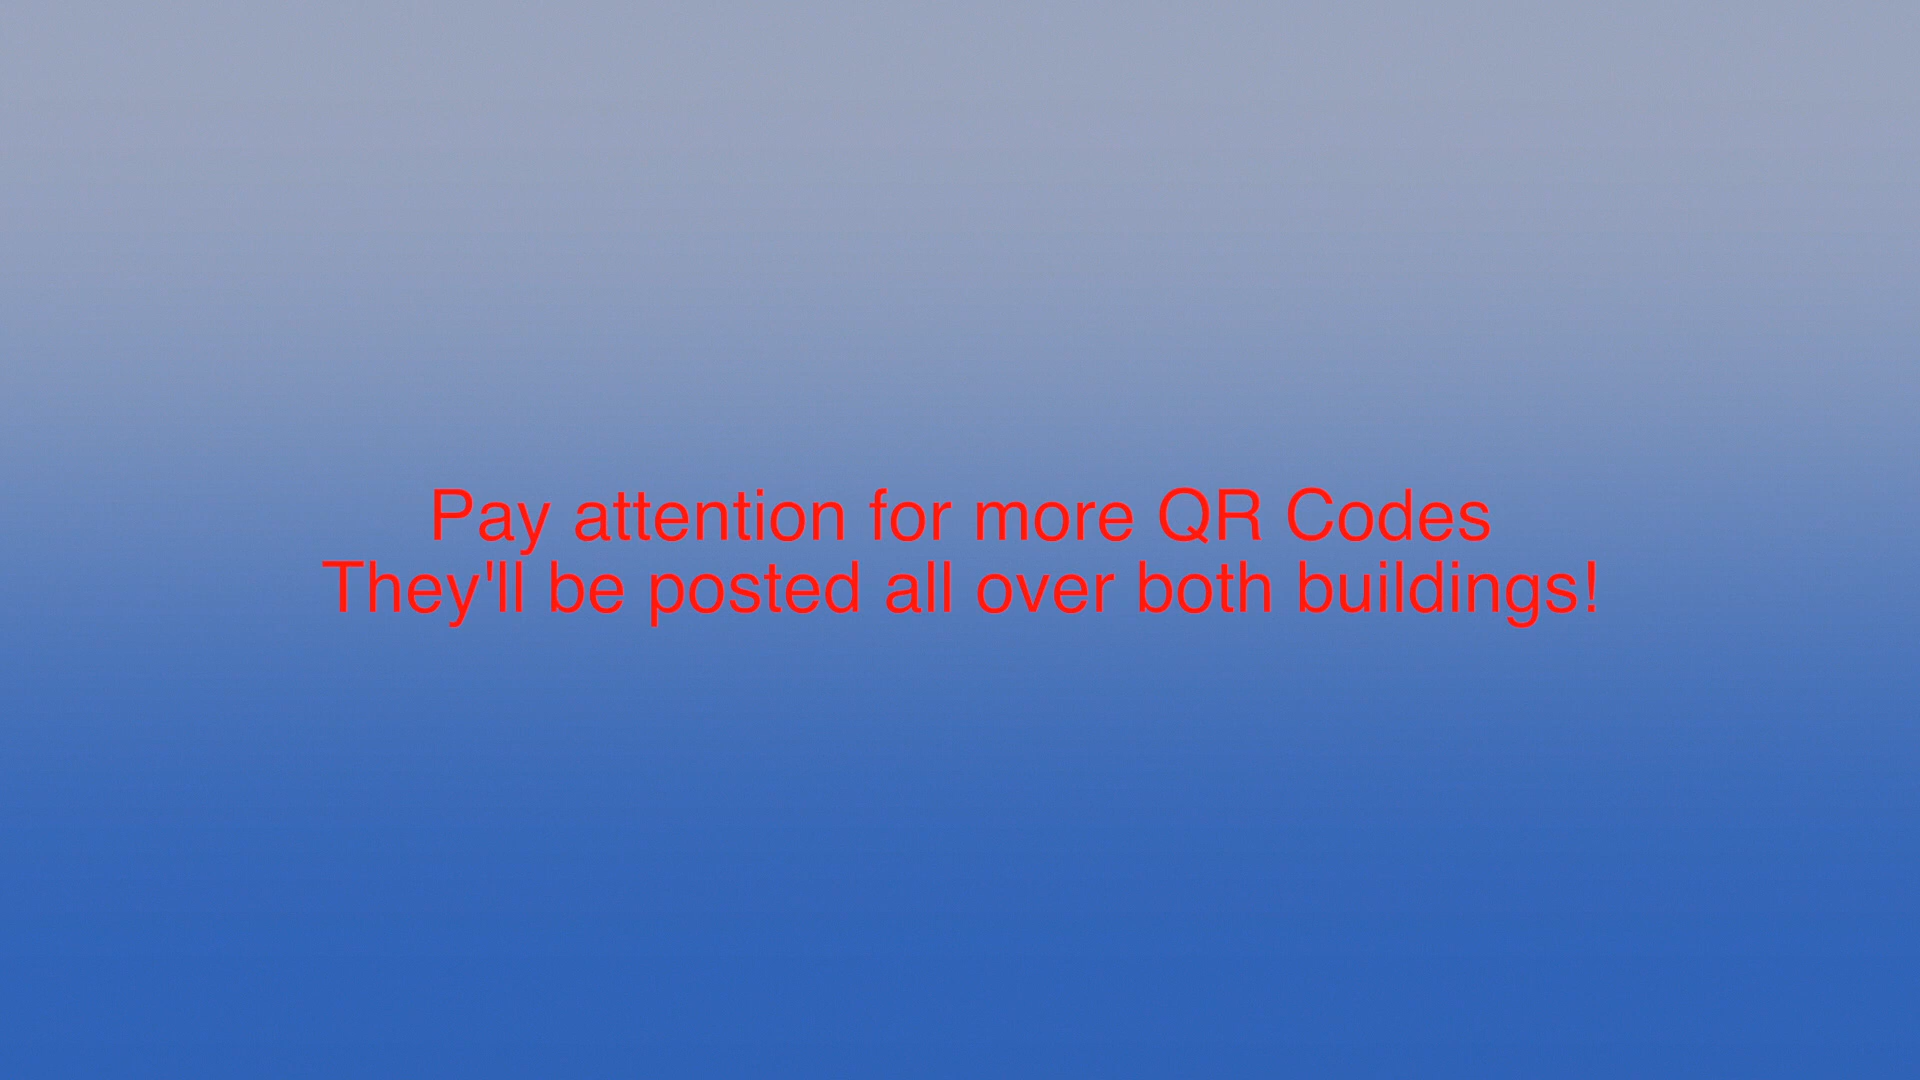 Pay attention for more QR Codes
They'll be posted all over both buildings!